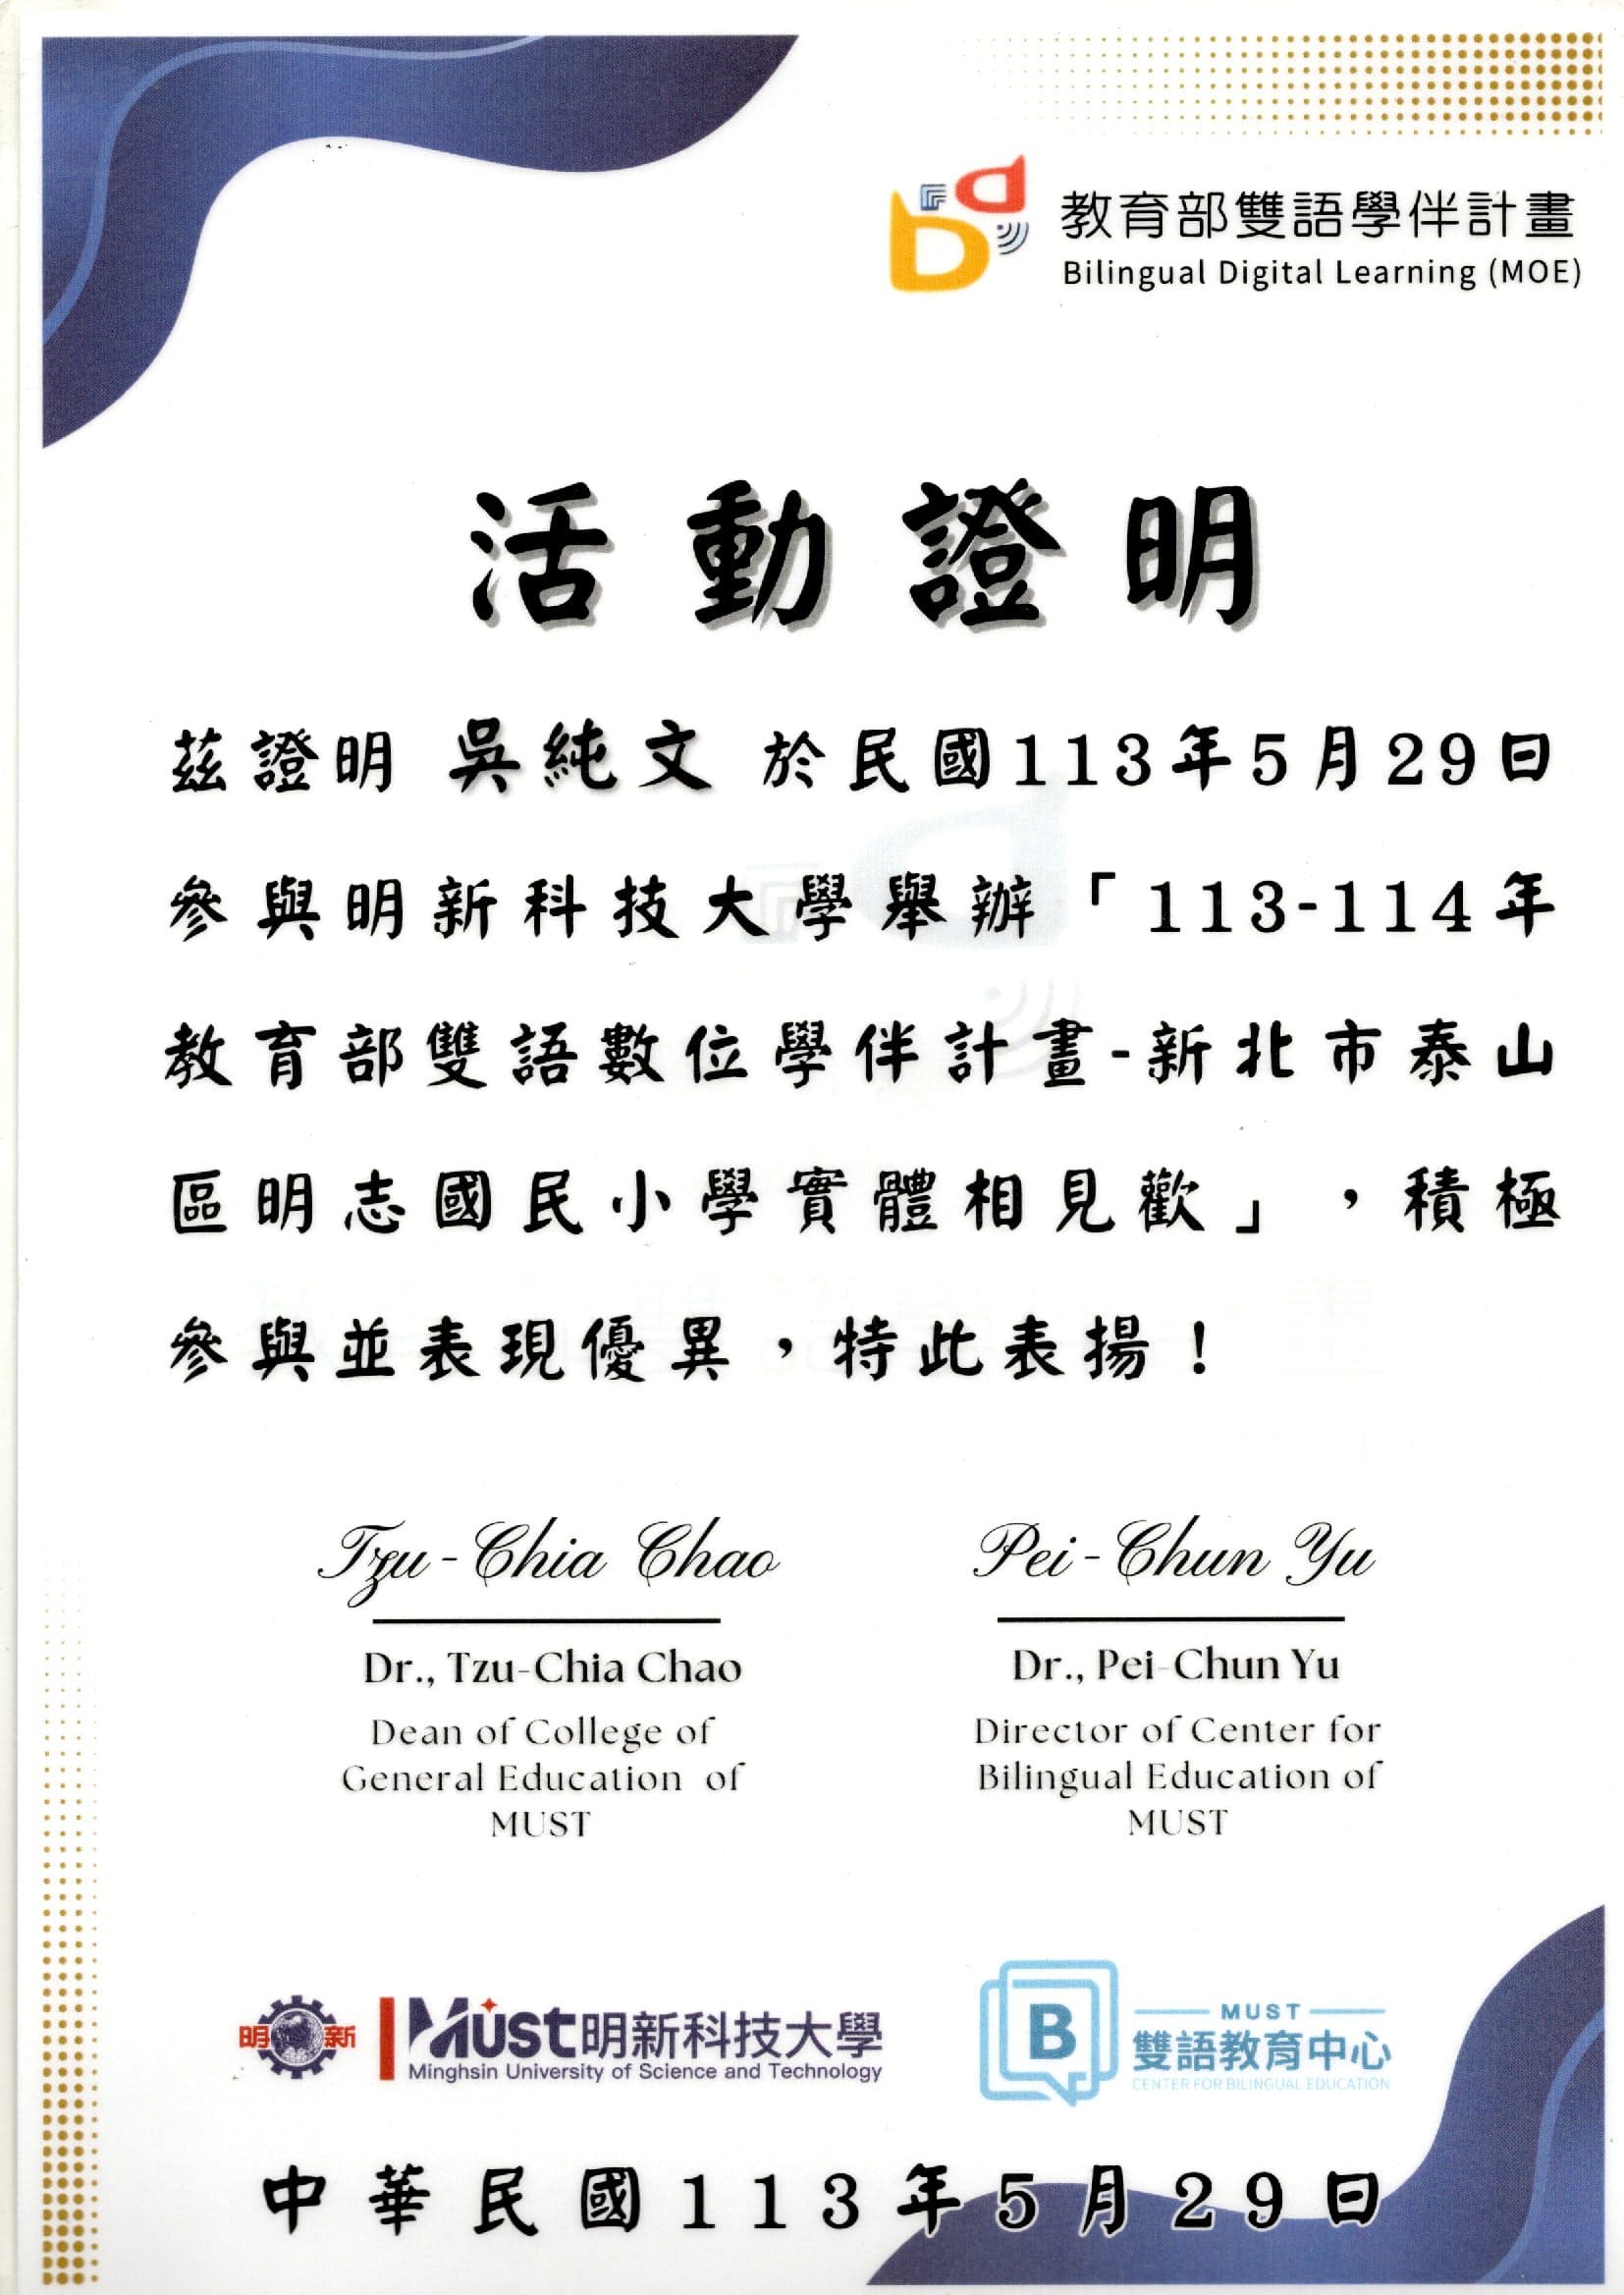 教育部雙語學伴計畫
Bilingual Digital Learning (MOE)
活動證明
茲證明 吳純文 於民國113年5月29日
參與明新科技大學舉辦「113-114年
教育部雙語數位學伴計畫-新北市泰山
區明志國民小學實體相見歡」，積極
參與並表現優異，特此表揚！
Tzu-Chia Chao
Pei-Chun Yu
Dr., Tzu-Chia Chao
Dr., Pei-Chun Yu
Dean of College of
General Education of
MUST
Director of Center for
Bilingual Education of
MUST
明新
MUST明新科技大學
Minghsin University of Science and Technology
B
MUST
雙語教育中心
CENTER FOR BILINGUAL EDUCATION
中華民國113年5月29日